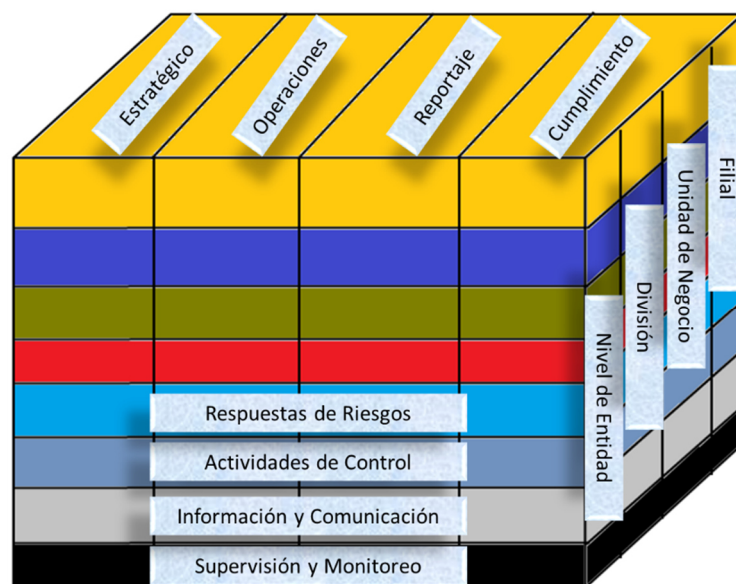 Estratégico
Operaciones
Reportaje
Cumplimiento
Filial
Unidad de Negocio
División
Nivel de Entidad
Respuestas de Riesgos
Actividades de Control
Información y Comunicación
Supervisión y Monitoreo